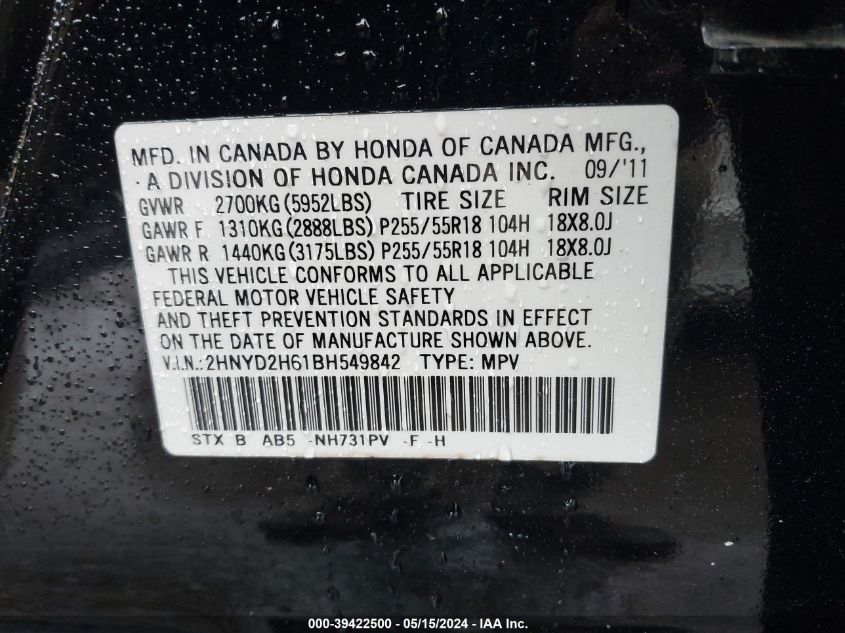 MFD. IN CANADA BY HONDA OF CANADA MFG.,
A DIVISION OF HONDA CANADA INC. 09/'11
GVWR 2700KG(5952LBS) TIRE SIZE RIM SIZE
GAWR F 1310KG(2888LBS) P255/55R18 104H 18X8.0J
GAWR R 1440KG(3175LBS) P255/55R18 104H 18X8.0J
THIS VEHICLE CONFORMS TO ALL APPLICABLE
FEDERAL MOTOR VEHICLE SAFETY
AND THEFT PREVENTION STANDARDS IN EFFECT
ON THE DATE OF MANUFACTURE SHOWN ABOVE.
V.I.N.:2HNYD2H61BH549842 TYPE: MPV
STX B AB5 -NH731PV -F -H
000-39422500 - 05/15/2024 - IAA Inc.